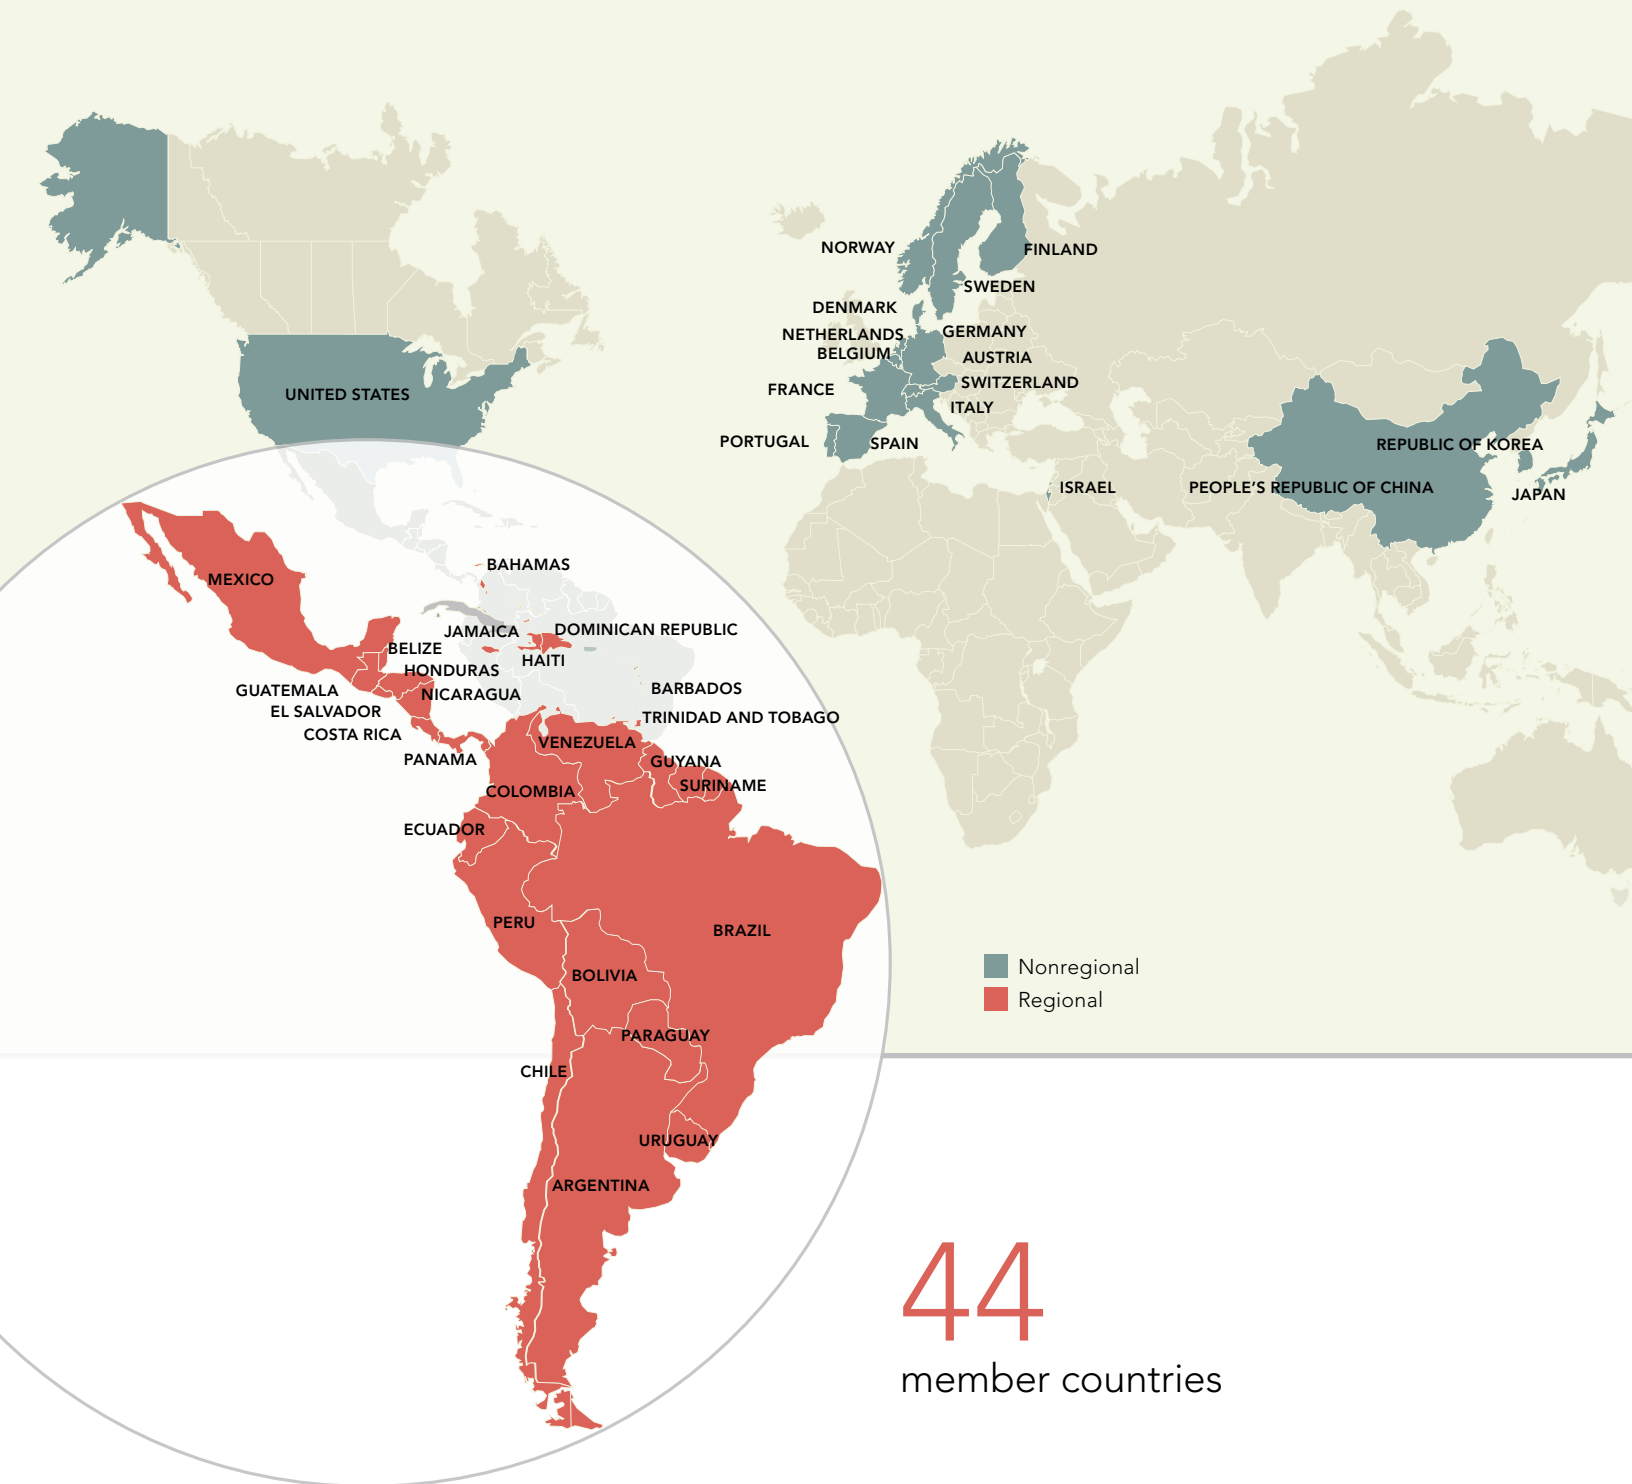 NORWAY
FINLAND
SWEDEN
DENMARK
NETHERLANDS
GERMANY
BELGIUM
AUSTRIA
SWITZERLAND
FRANCE
UNITED STATES
ITALY
PORTUGAL
SPAIN
REPUBLIC OF KOREA
ISRAEL
PEOPLE'S REPUBLIC OF CHINA
JAPAN
BAHAMAS
MEXICO
JAMAICA
DOMINICAN REPUBLIC
BELIZE
HAITI
HONDURAS
GUATEMALA
NICARAGUA
BARBADOS
EL SALVADOR
TRINIDAD AND TOBAGO
COSTA RICA
VENEZUELA
PANAMA
GUYANA
SURINAME
COLOMBIA
ECUADOR
PERU
BRAZIL
BOLIVIA
Nonregional
Regional
PARAGUAY
CHILE
URUGUAY
ARGENTINA
44
member countries